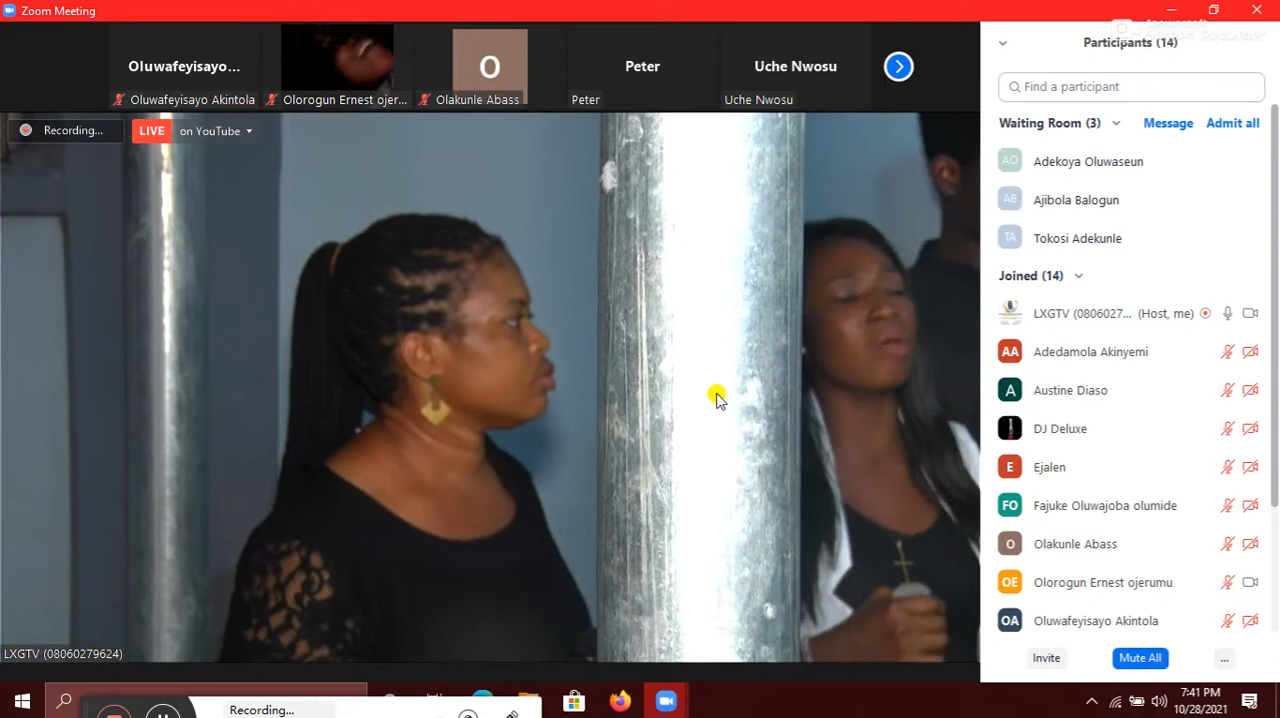 Zoom Meeting
Oluwafeyisayo... Peter Uche Nwosu
Oluwafeyisayo Akintola Olorogun Ernest ojer... Olakunle Abass Peter Uche Nwosu
O
Recording... LIVE on YouTube
LXGTV (08060279624)
Participants (14)
Find a participant
Waiting Room (3) Message Admit all
AO Adekoya Oluwaseun
AB Ajibola Balogun
TA Tokosi Adekunle
Joined (14)
LXGTV (0806027... (Host, me)
AA Adedamola Akinyemi
A Austine Diaso
DJ Deluxe
E Ejalen
FO Fajuke Oluwajoba olumide
O Olakunle Abass
OE Olorogun Ernest ojerumu
OA Oluwafeyisayo Akintola
Invite Mute All ...
Recording...
7:41 PM
10/28/2021